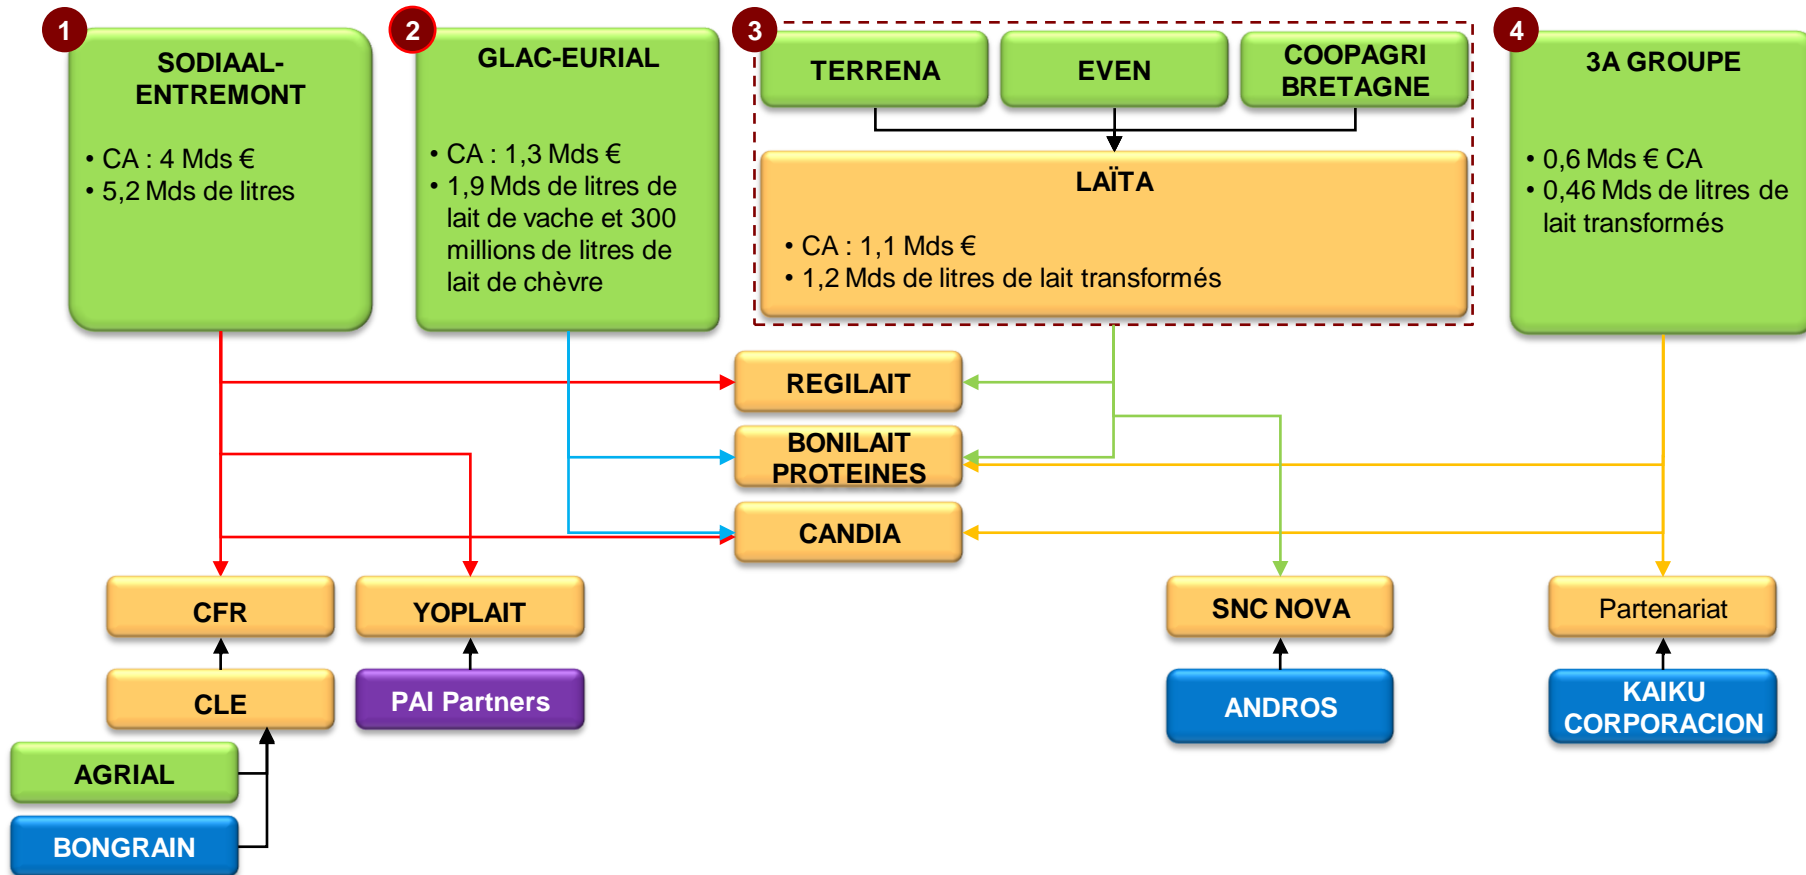 1
SODIAAL-
ENTREMONT
• CA : 4 Mds €
• 5,2 Mds de litres
2
GLAC-EURIAL
• CA : 1,3 Mds €
• 1,9 Mds de litres de
lait de vache et 300
millions de litres de
lait de chèvre
3
TERRENA
EVEN
COOPAGRI
BRETAGNE
LAÏTA
• CA : 1,1 Mds €
• 1,2 Mds de litres de lait transformés
4
3A GROUPE
• 0,6 Mds € CA
• 0,46 Mds de litres de
lait transformés
REGILAIT
BONILAIT
PROTEINES
CANDIA
CFR
YOPLAIT
SNC NOVA
Partenariat
CLE
PAI Partners
ANDROS
KAIKU
CORPORACION
AGRIAL
BONGRAIN